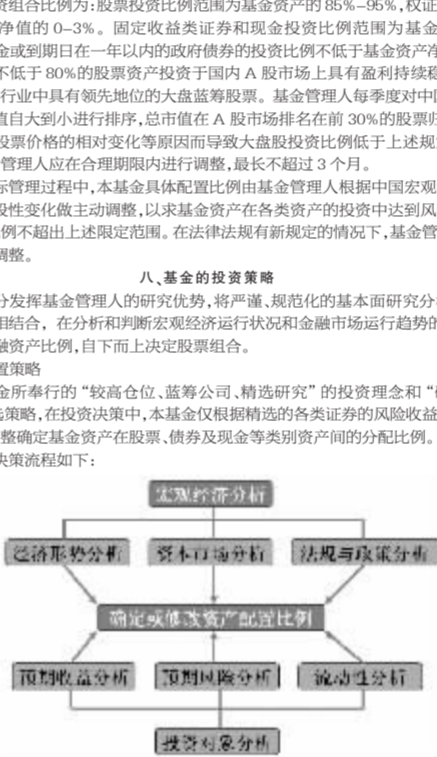 资组合比例为：股票投资比例范围为基金资产的85%-95%，权证
净值的 0-3%。固定收益类证券和现金投资比例范围为基金
金或到期日在一年以内的政府债券的投资比例不低于基金资产净
不低于80%的股票资产投资于国内 A 股市场上具有盈利持续稳
行业中具有领先地位的大盘蓝筹股票。基金管理人每季度对中国
值自大到小进行排序，总市值在 A 股市场排名在前30%的股票归
股票价格的相对变化等原因而导致大盘股投资比例低于上述规
管理人应在合理期限内进行调整，最长不超过 3 个月。
际管理过程中，本基金具体配置比例由基金管理人根据中国宏观
段性变化做主动调整，以求基金资产在各类资产的投资中达到风
例不超出上述限定范围。在法律法规有新规定的情况下，基金管
调整。
八、基金的投资策略
分发挥基金管理人的研究优势，将严谨、规范化的基本面研究分
相结合，在分析和判断宏观经济运行状况和金融市场运行趋势的
融资产比例，自下而上决定股票组合。
置策略
金所奉行的“较高仓位、蓝筹公司、精选研究”的投资理念和“
策略，在投资决策中，本基金仅根据精选的各类证券的风险收益
整确定基金资产在股票、债券及现金等类别资产间的分配比例。
决策流程如下：
宏观经济分析
经济形势分析 资本市场分析 法规与政策分析
确定或修改资产配置比例
预期收益分析 预期风险分析 流动性分析
投资对象分析